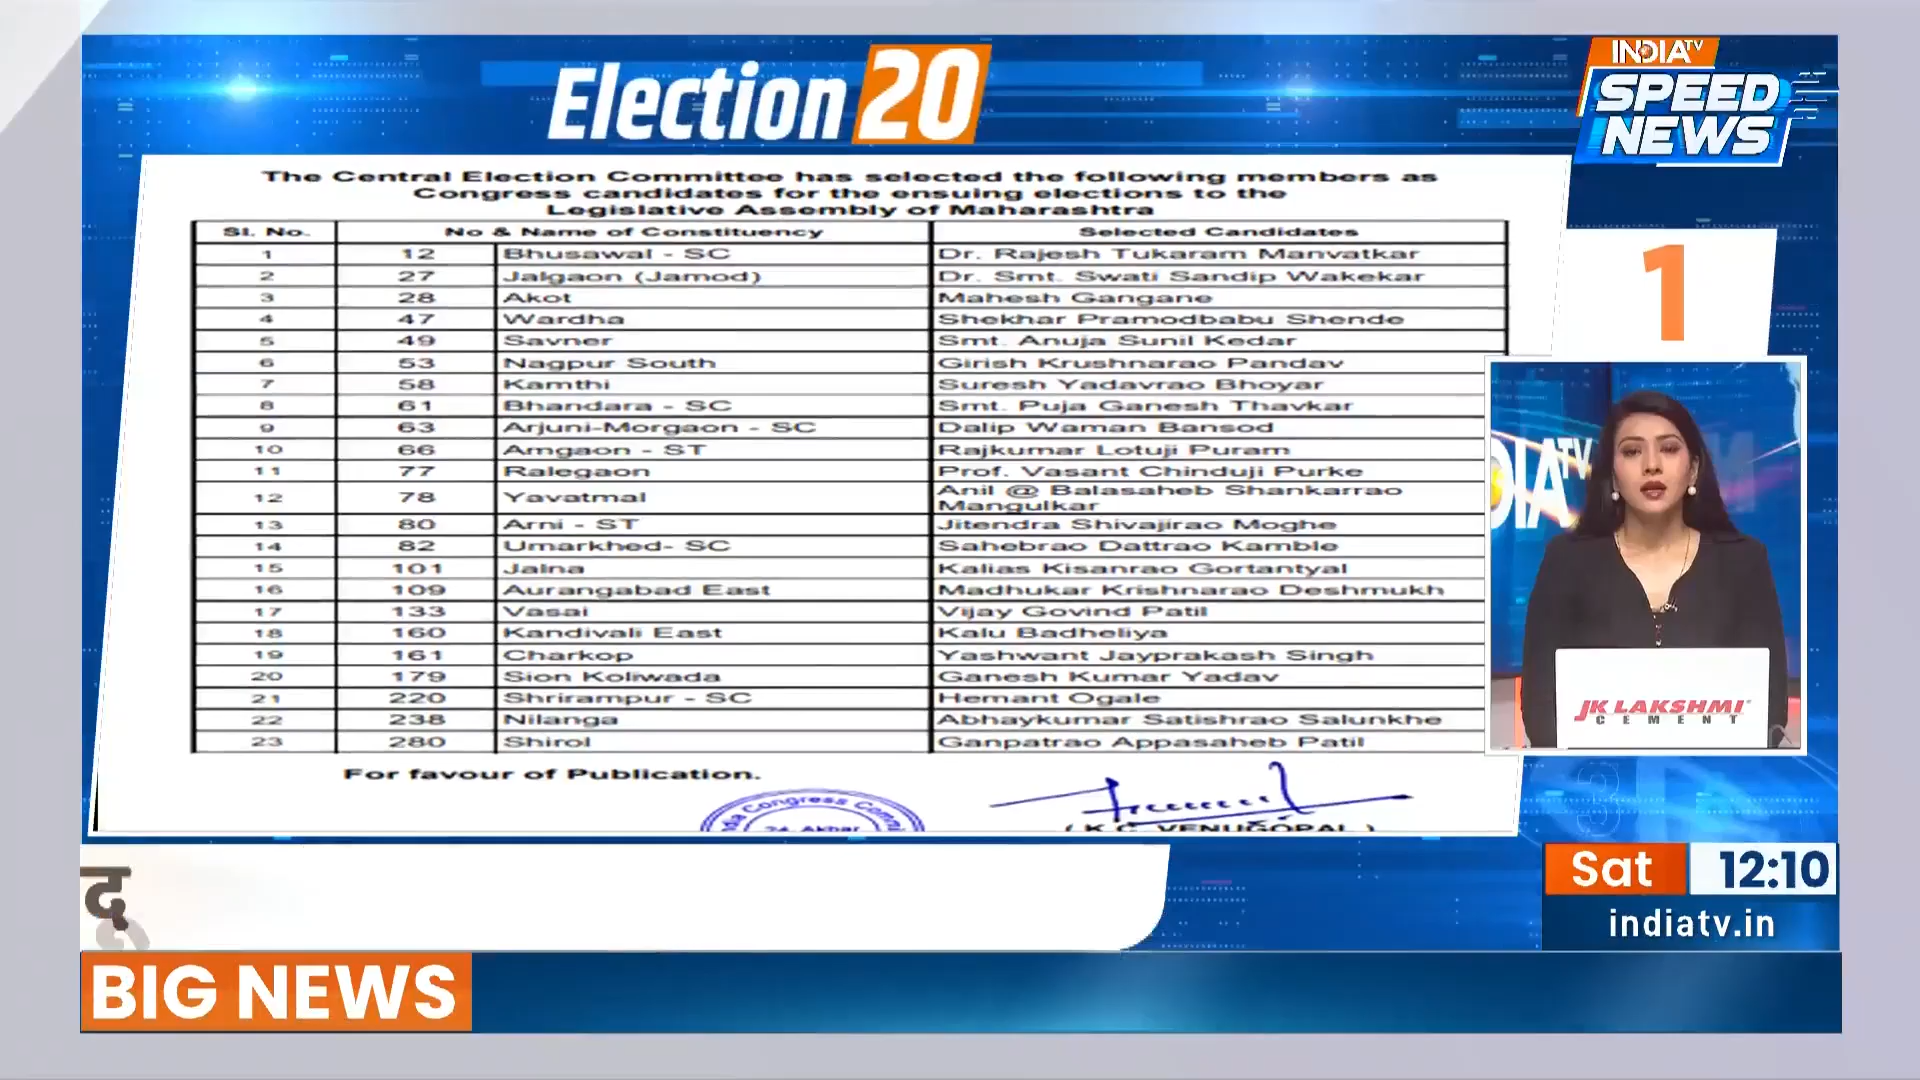 Election 20
INDIA TV
SPEED
NEWS
The Central Election Committee has selected the following members as
Congress candidates for the ensuing elections to the
Legislative Assembly of Maharashtra
Sl. No. No & Name of Constituency Selected Candidates
1 12 Bhusawal - SC Dr. Rajesh Tukaram Manvatkar
2 27 Jalgaon (Jamod) Dr. Smt. Swati Sandip Wakekar
3 28 Akot Mahesh Gangane
4 47 Wardha Shekhar Pramodbabu Shende
5 49 Savner Smt. Anuja Sunil Kedar
6 53 Nagpur South Girish Krushnarao Pandav
7 58 Kamthi Suresh Yadavrao Bhoyar
8 61 Bhandara - SC Smt. Puja Ganesh Thavkar
9 63 Arjuni-Morgaon - SC Dalip Waman Bansod
10 66 Amgaon - ST Rajkumar Lotuji Puram
11 77 Ralegaon Prof. Vasant Chinduji Purke
12 78 Yavatmal Anil @ Balasaheb Shankarrao
Mangulkar
13 80 Arni - ST Jitendra Shivajirao Moghe
14 82 Umarkhed- SC Sahebrao Dattrao Kamble
15 101 Jalna Kalias Kisanrao Gortantyal
16 109 Aurangabad East Madhukar Krishnarao Deshmukh
17 133 Vasai Vijay Govind Patil
18 160 Kandivali East Kalu Badheliya
19 161 Charkop Yashwant Jayprakash Singh
20 179 Sion Koliwada Ganesh Kumar Yadav
21 220 Shrirampur - SC Hemant Ogale
22 238 Nilanga Abhaykumar Satishrao Salunkhe
23 280 Shirol Ganpatrao Appasaheb Patil
For favour of Publication.
Congress
24, Akbar
( K.C. VENUGOPAL )
1
DIA TV
JK LAKSHMI
CEMENT
Sat 12:10
indiatv.in
दू
BIG NEWS